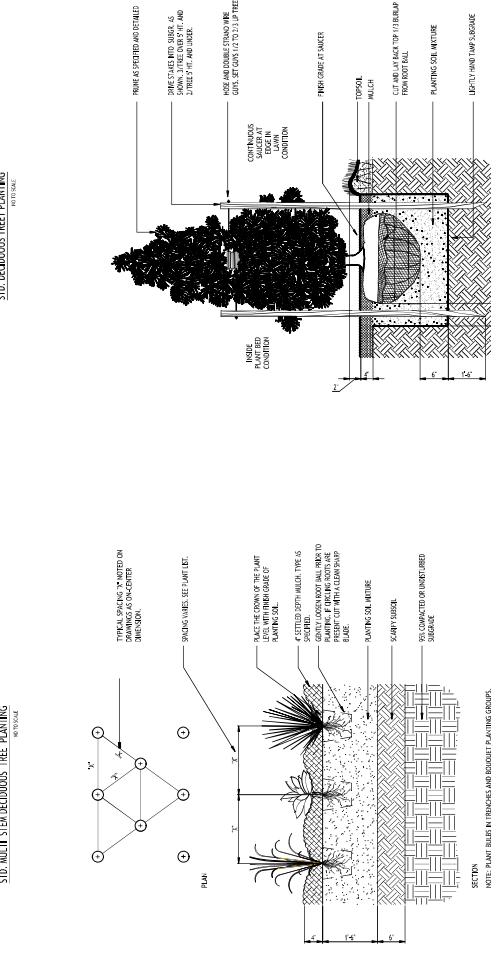 STD. DECIDUOUS TREET PLANTING
NO TO SCALE
PRUNE AS SPECIFIED AND DETAILED
DRIVE STAKES INTO SUBGR. AS
SHOWN. 3/TREE OVER 5' HT. AND
2/TREE 5' HT. AND UNDER.
HOSE AND DOUBLE STRAND WIRE
GUYS. SET GUYS 1/2 TO 2/3 UP TREE
CONTINUOUS
SAUCER AT
EDGE IN
LAWN
CONDITION
FINISH GRADE AT SAUCER
TOPSOIL
MULCH
CUT AND LAY BACK TOP 1/3 BURLAP
FROM ROOT BALL
PLANTING SOIL MIXTURE
LIGHTLY HAND TAMP SUBGRADE
INSIDE
PLANT BED
CONDITION
2"
4"
6"
1'-6"
STD. MULTI STEM DECIDUOUS TREE PLANTING
NO TO SCALE
TYPICAL SPACING "X" NOTED ON
DRAWINGS AS ON-CENTER
DIMENSION.
SPACING VARIES. SEE PLANT LIST.
"X"
"X"
"X"
PLAN
PLACE THE CROWN OF THE PLANT
LEVEL WITH FINISH GRADE OF
PLANTING SOIL.
4" SETTLED DEPTH MULCH. TYPE AS
SPECIFIED.
GENTLY LOOSEN ROOT BALL PRIOR TO
PLANTING. IF CIRCLING ROOTS ARE
PRESENT CUT WITH A CLEAN SHARP
BLADE.
PLANTING SOIL MIXTURE
SCARIFY SUBSOIL
95% COMPACTED OR UNDISTURBED
SUBGRADE
"X"
"X"
4"
1'-6"
6"
SECTION
NOTE: PLANT BULBS IN TRENCHES AND BOUQUET PLANTING GROUPS.